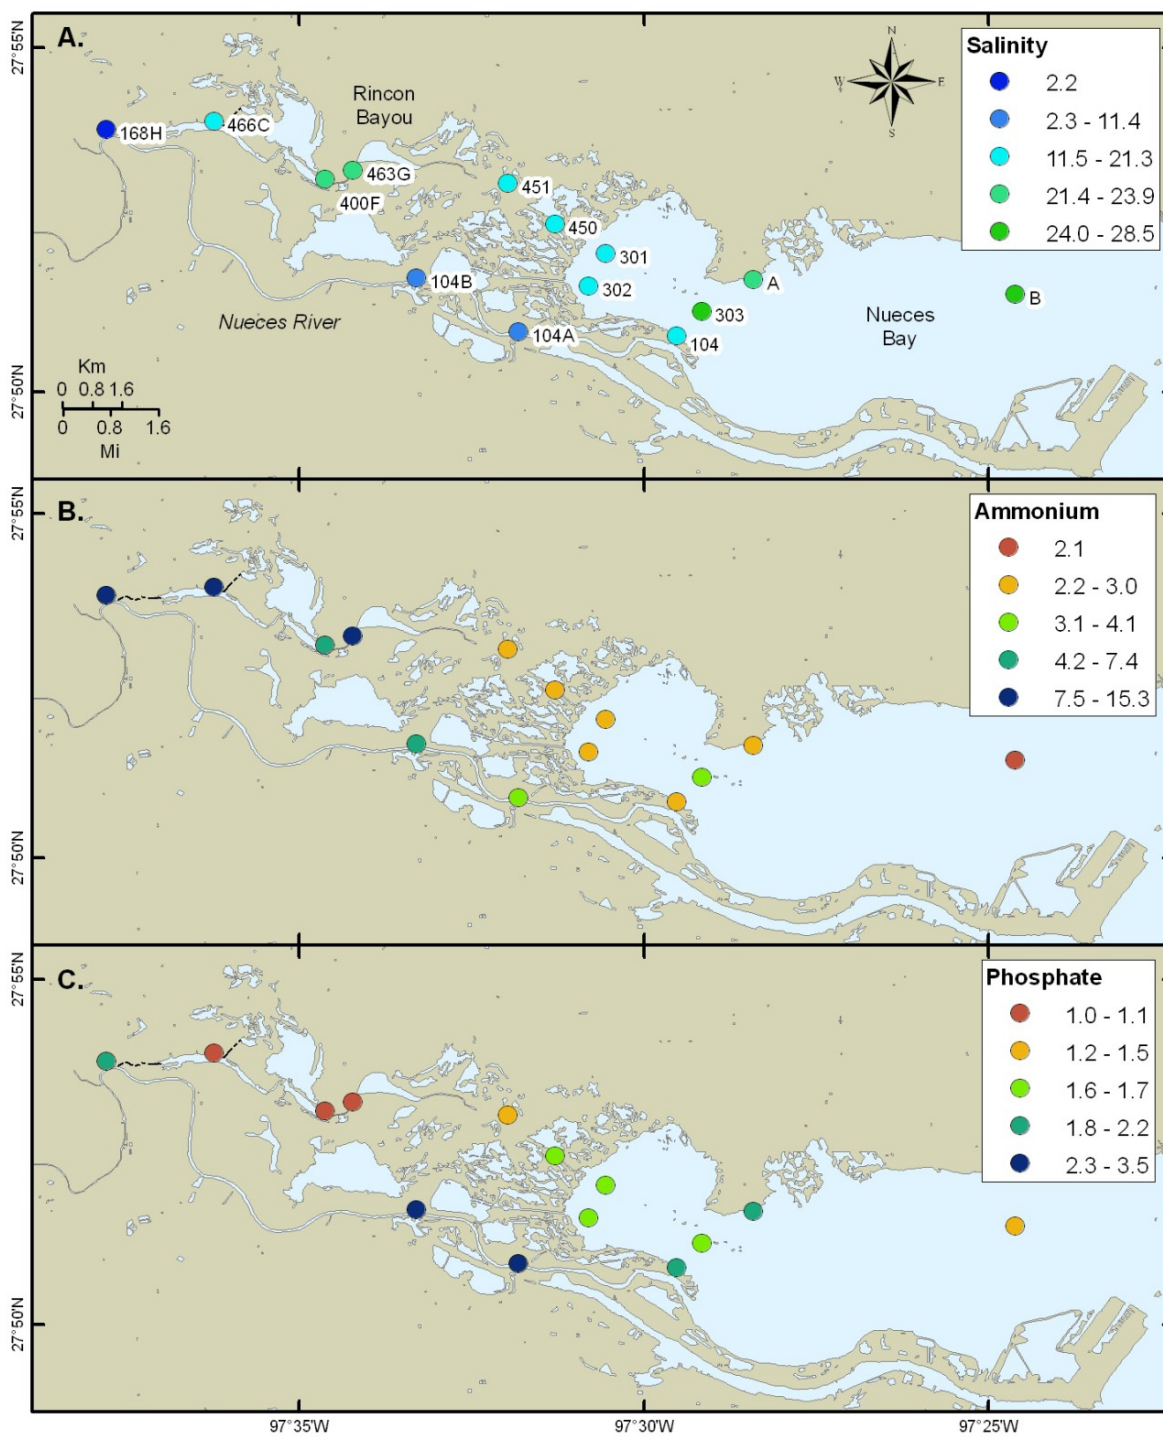 A.
27°55'N
Rincon
Bayou
N
W
E
S
Salinity
2.2
2.3 - 11.4
11.5 - 21.3
21.4 - 23.9
24.0 - 28.5
168H
466C
463G
400F
451
450
301
302
A
B
303
104B
104A
104
Nueces River
Nueces
Bay
Km
0 0.8 1.6
0 0.8 1.6
Mi
27°50'N
B.
27°55'N
Ammonium
2.1
2.2 - 3.0
3.1 - 4.1
4.2 - 7.4
7.5 - 15.3
27°50'N
C.
27°55'N
Phosphate
1.0 - 1.1
1.2 - 1.5
1.6 - 1.7
1.8 - 2.2
2.3 - 3.5
27°50'N
97°35'W 97°30'W 97°25'W